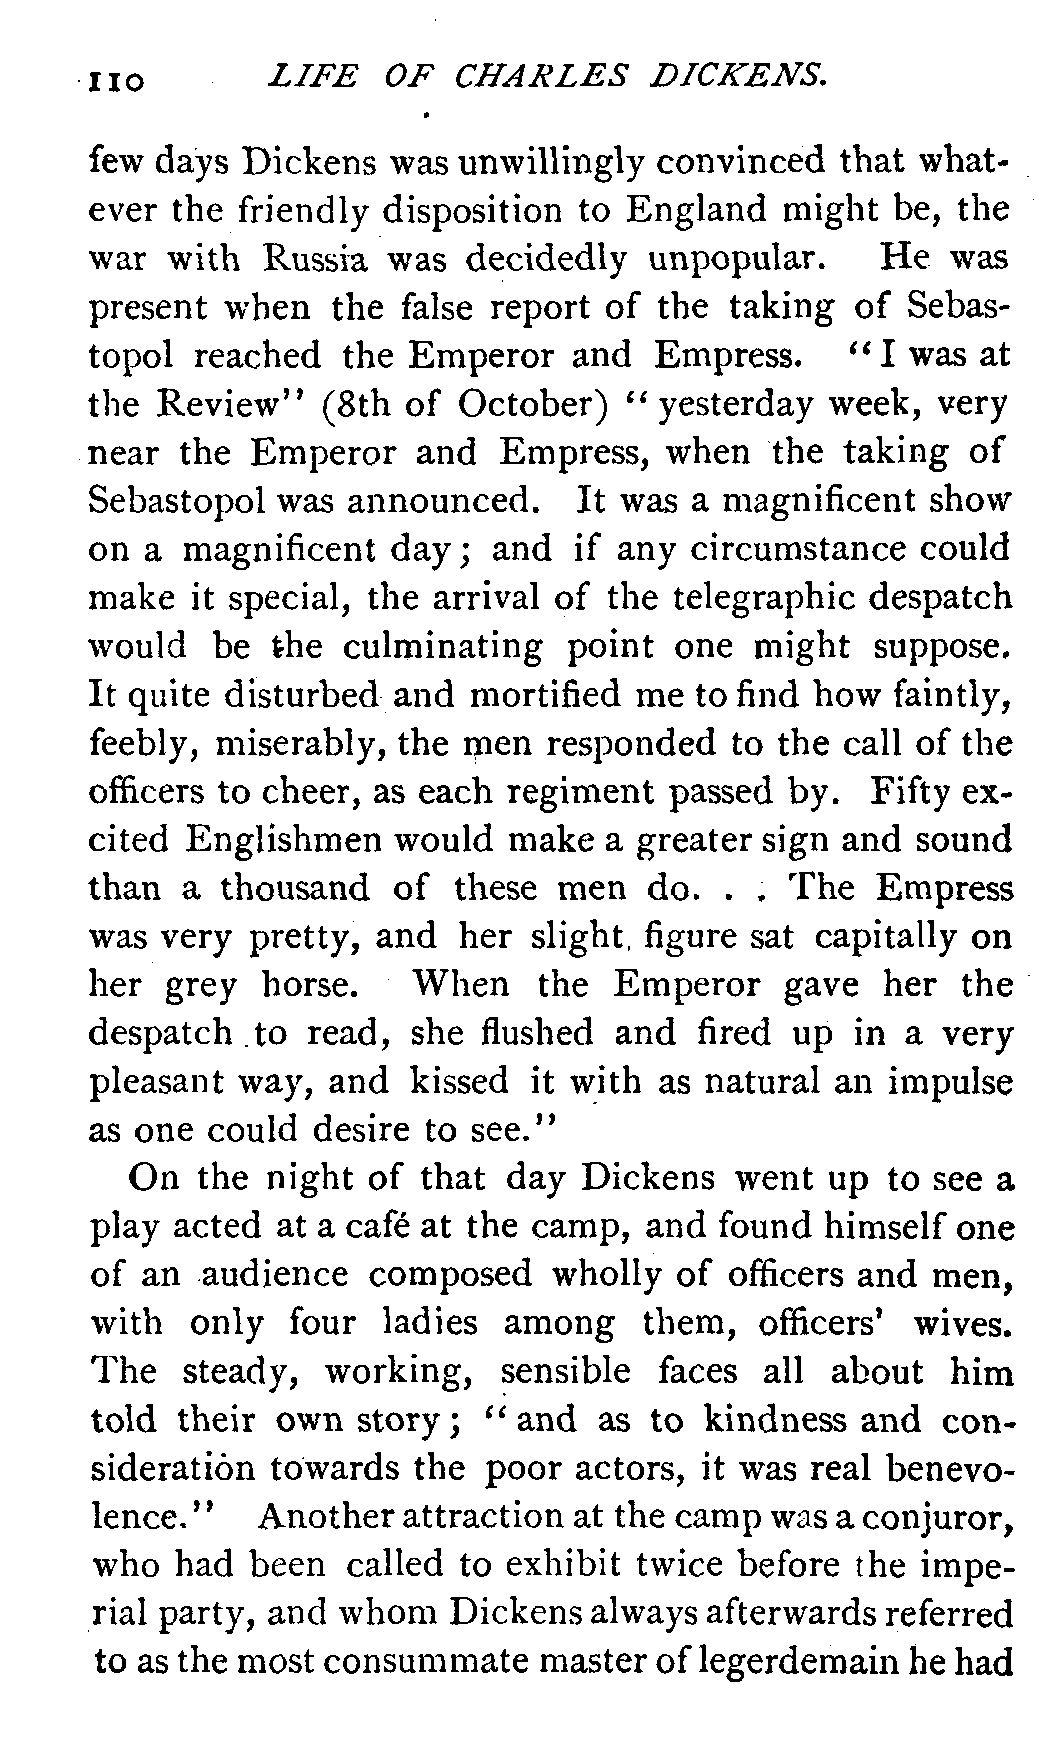 110 LIFE OF CHARLES DICKENS.
few days Dickens was unwillingly convinced that what-
ever the friendly disposition to England might be, the
war with Russia was decidedly unpopular. He was
present when the false report of the taking of Sebas-
topol reached the Emperor and Empress. "I was at
the Review" (8th of October) "yesterday week, very
near the Emperor and Empress, when the taking of
Sebastopol was announced. It was a magnificent show
on a magnificent day; and if any circumstance could
make it special, the arrival of the telegraphic despatch
would be the culminating point one might suppose.
It quite disturbed and mortified me to find how faintly,
feebly, miserably, the men responded to the call of the
officers to cheer, as each regiment passed by. Fifty ex-
cited Englishmen would make a greater sign and sound
than a thousand of these men do. . . The Empress
was very pretty, and her slight figure sat capitally on
her grey horse. When the Emperor gave her the
despatch to read, she flushed and fired up in a very
pleasant way, and kissed it with as natural an impulse
as one could desire to see."
On the night of that day Dickens went up to see a
play acted at a café at the camp, and found himself one
of an audience composed wholly of officers and men,
with only four ladies among them, officers' wives.
The steady, working, sensible faces all about him
told their own story; "and as to kindness and con-
sideration towards the poor actors, it was real benevo-
lence." Another attraction at the camp was a conjuror,
who had been called to exhibit twice before the impe-
rial party, and whom Dickens always afterwards referred
to as the most consummate master of legerdemain he had